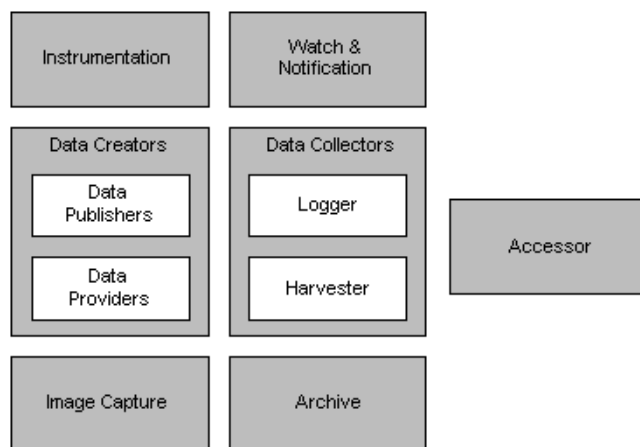 Instrumentation
Watch &
Notification
Data Creators
Data
Publishers
Data
Providers
Data Collectors
Logger
Harvester
Accessor
Image Capture
Archive